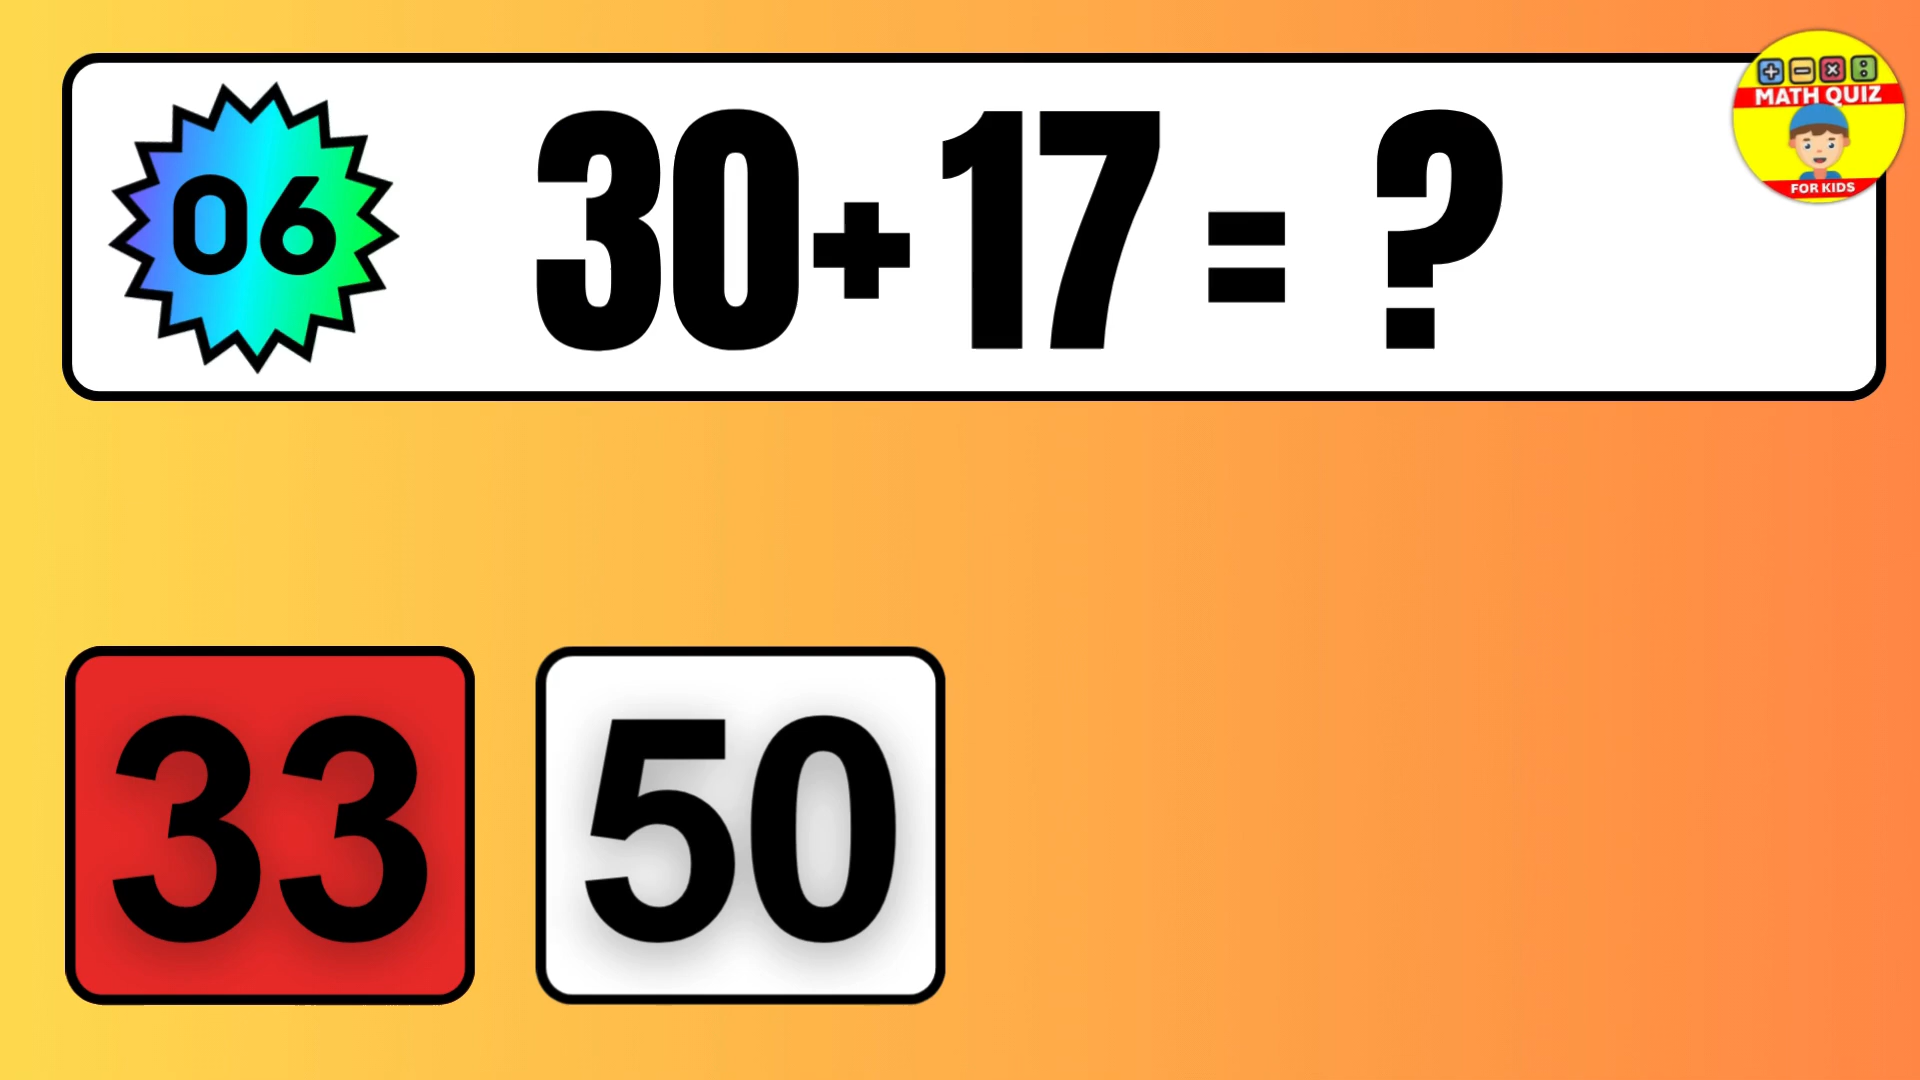 06
30+17 = ?
+ - × :
MATH QUIZ
FOR KIDS
33 50